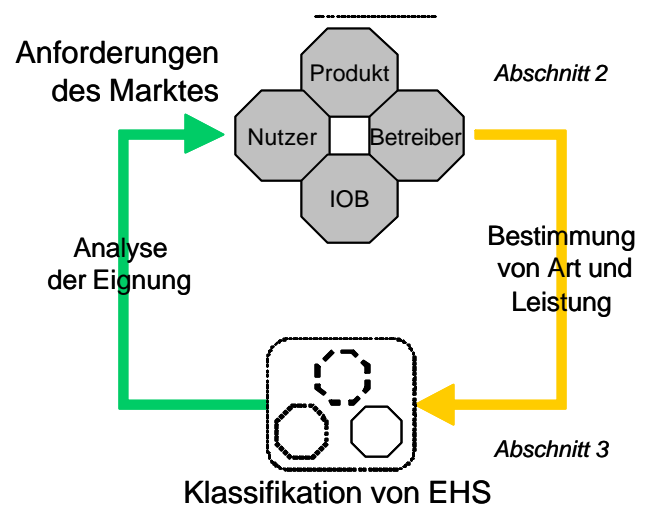 Anforderungen
des Marktes
Produkt
Abschnitt 2
Nutzer
Betreiber
IOB
Analyse
der Eignung
Bestimmung
von Art und
Leistung
Abschnitt 3
Klassifikation von EHS